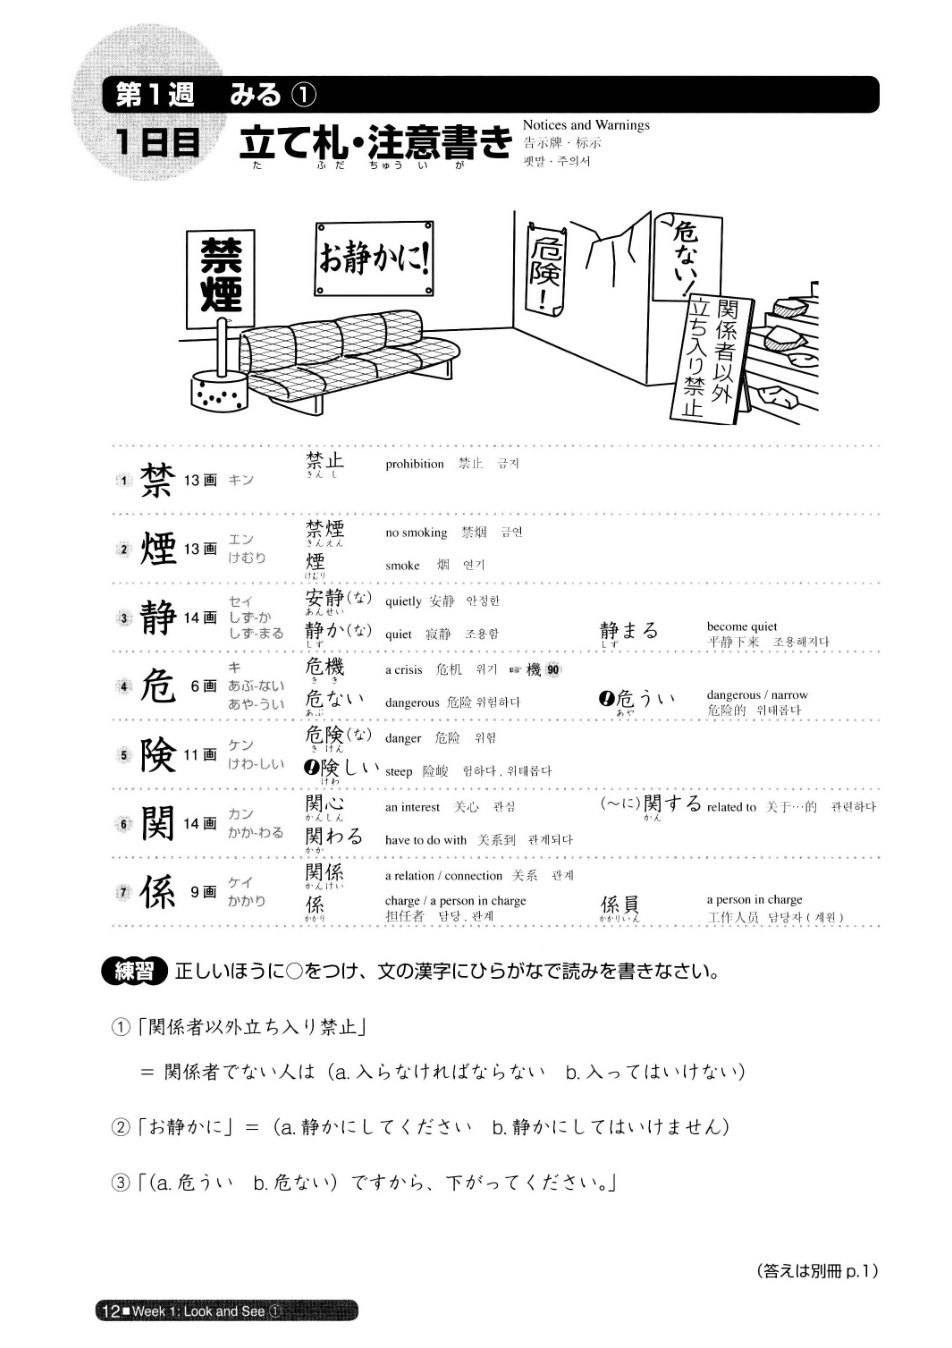 第1週 みる ①
1日目 立て札・注意書き
た ふだ ちゅう い が
Notices and Warnings
告示牌・标示
팻말・주의서
禁煙
お静かに!
危険!
危ない!
関係者以外
立ち入り禁止
1 禁 13画 キン
禁止 prohibition 禁止 금지
きん し
2 煙 13画 エン けむり
禁煙 no smoking 禁烟 금연
きんえん
煙 smoke 烟 연기
けむり
3 静 14画 セイ しず-か しず-まる
安静(な) quietly 安静 안정한
あんせい
静か(な) quiet 寂静 조용함
しず
静まる become quiet 平静下来 조용해지다
しず
4 危 6画 キ あぶ-ない あや-うい
危機 a crisis 危机 위기 ☞機 90
き き
危ない dangerous 危险 위험하다
あぶ
!危うい dangerous / narrow 危险的 위태롭다
あや
5 険 11画 ケン けわ-しい
危険(な) danger 危险 위험
き けん
!険しい steep 险峻 험하다, 위태롭다
けわ
6 関 14画 カン かか-わる
関心 an interest 关心 관심
かんしん
(~に)関する related to 关于…的 관련하다
かん
関わる have to do with 关系到 관계되다
かか
7 係 9画 ケイ かかり
関係 a relation / connection 关系 관계
かんけい
係 charge / a person in charge 担任者 담당, 관계
かかり
係員 a person in charge 工作人员 담당자(계원)
かかりいん
練習 正しいほうに○をつけ、文の漢字にひらがなで読みを書きなさい。
①「関係者以外立ち入り禁止」
= 関係者でない人は(a. 入らなければならない b. 入ってはいけない)
②「お静かに」=(a. 静かにしてください b. 静かにしてはいけません)
③「(a. 危うい b. 危ない)ですから、下がってください。」
(答えは別冊 p.1)
12■Week 1: Look and See ①